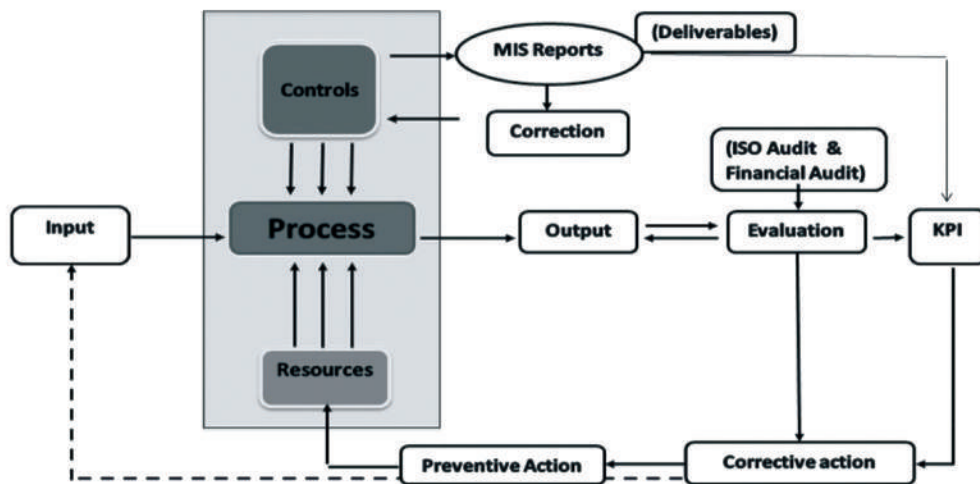 (Deliverables)
MIS Reports
Controls
Correction
(ISO Audit &
Financial Audit)
Input
Process
Output
Evaluation
KPI
Resources
Preventive Action
Corrective action